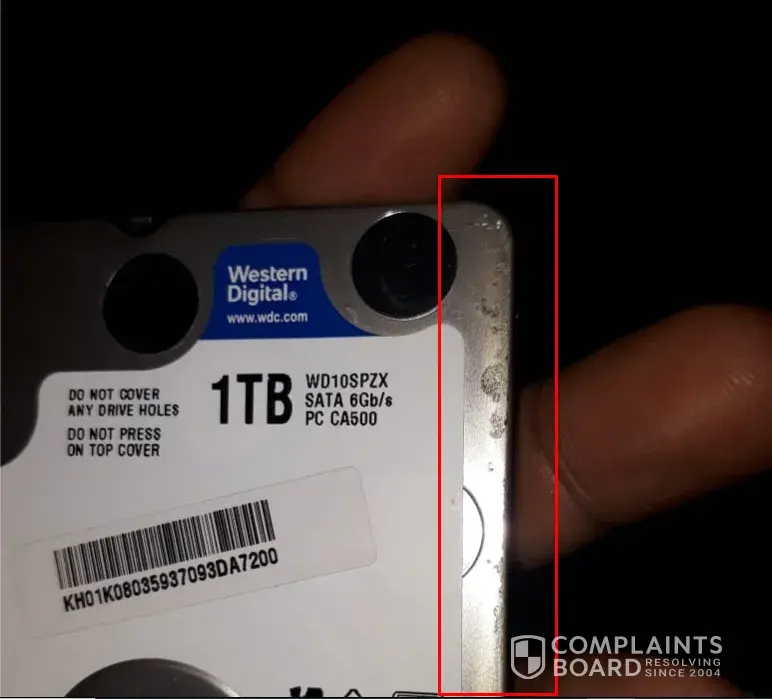 Western
Digital®
www.wdc.com
DO NOT COVER
ANY DRIVE HOLES
DO NOT PRESS
ON TOP COVER
1TB
WD10SPZX
SATA 6Gb/s
PC CA500
KH01K08035937093DA7200
COMPLAINTS
BOARD RESOLVING
SINCE 2004